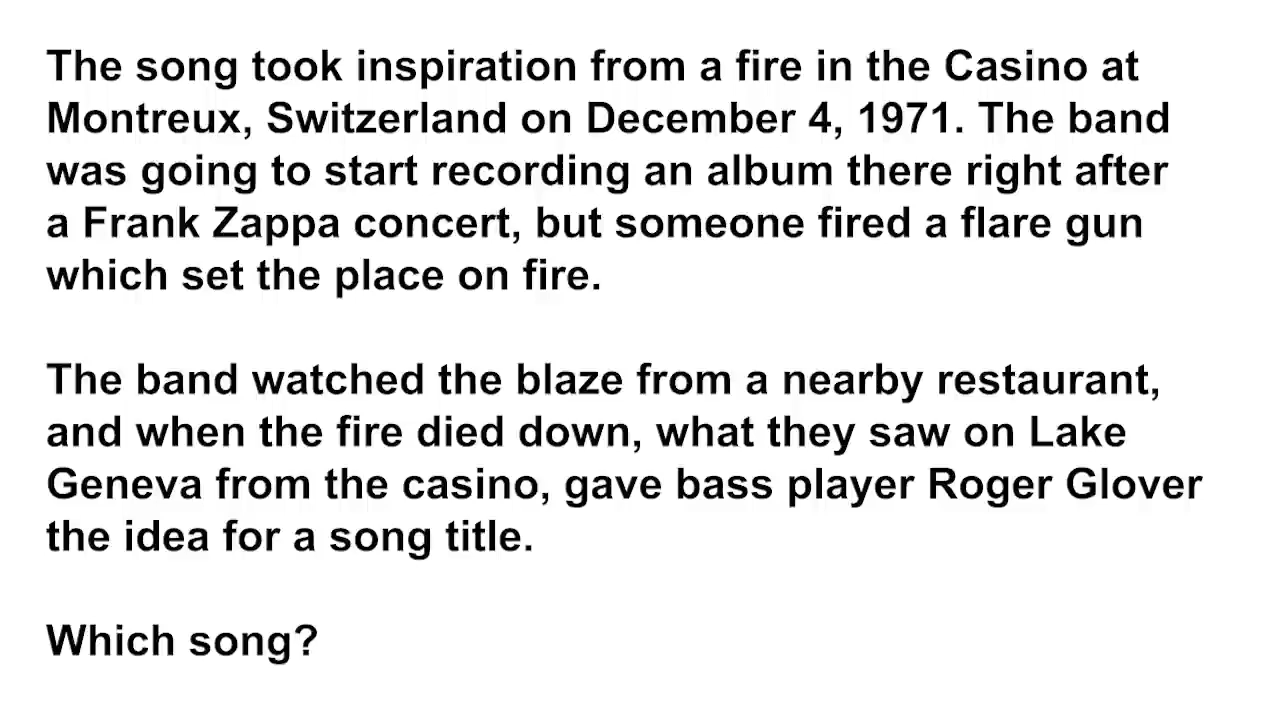 The song took inspiration from a fire in the Casino at
Montreux, Switzerland on December 4, 1971. The band
was going to start recording an album there right after
a Frank Zappa concert, but someone fired a flare gun
which set the place on fire.
The band watched the blaze from a nearby restaurant,
and when the fire died down, what they saw on Lake
Geneva from the casino, gave bass player Roger Glover
the idea for a song title.
Which song?